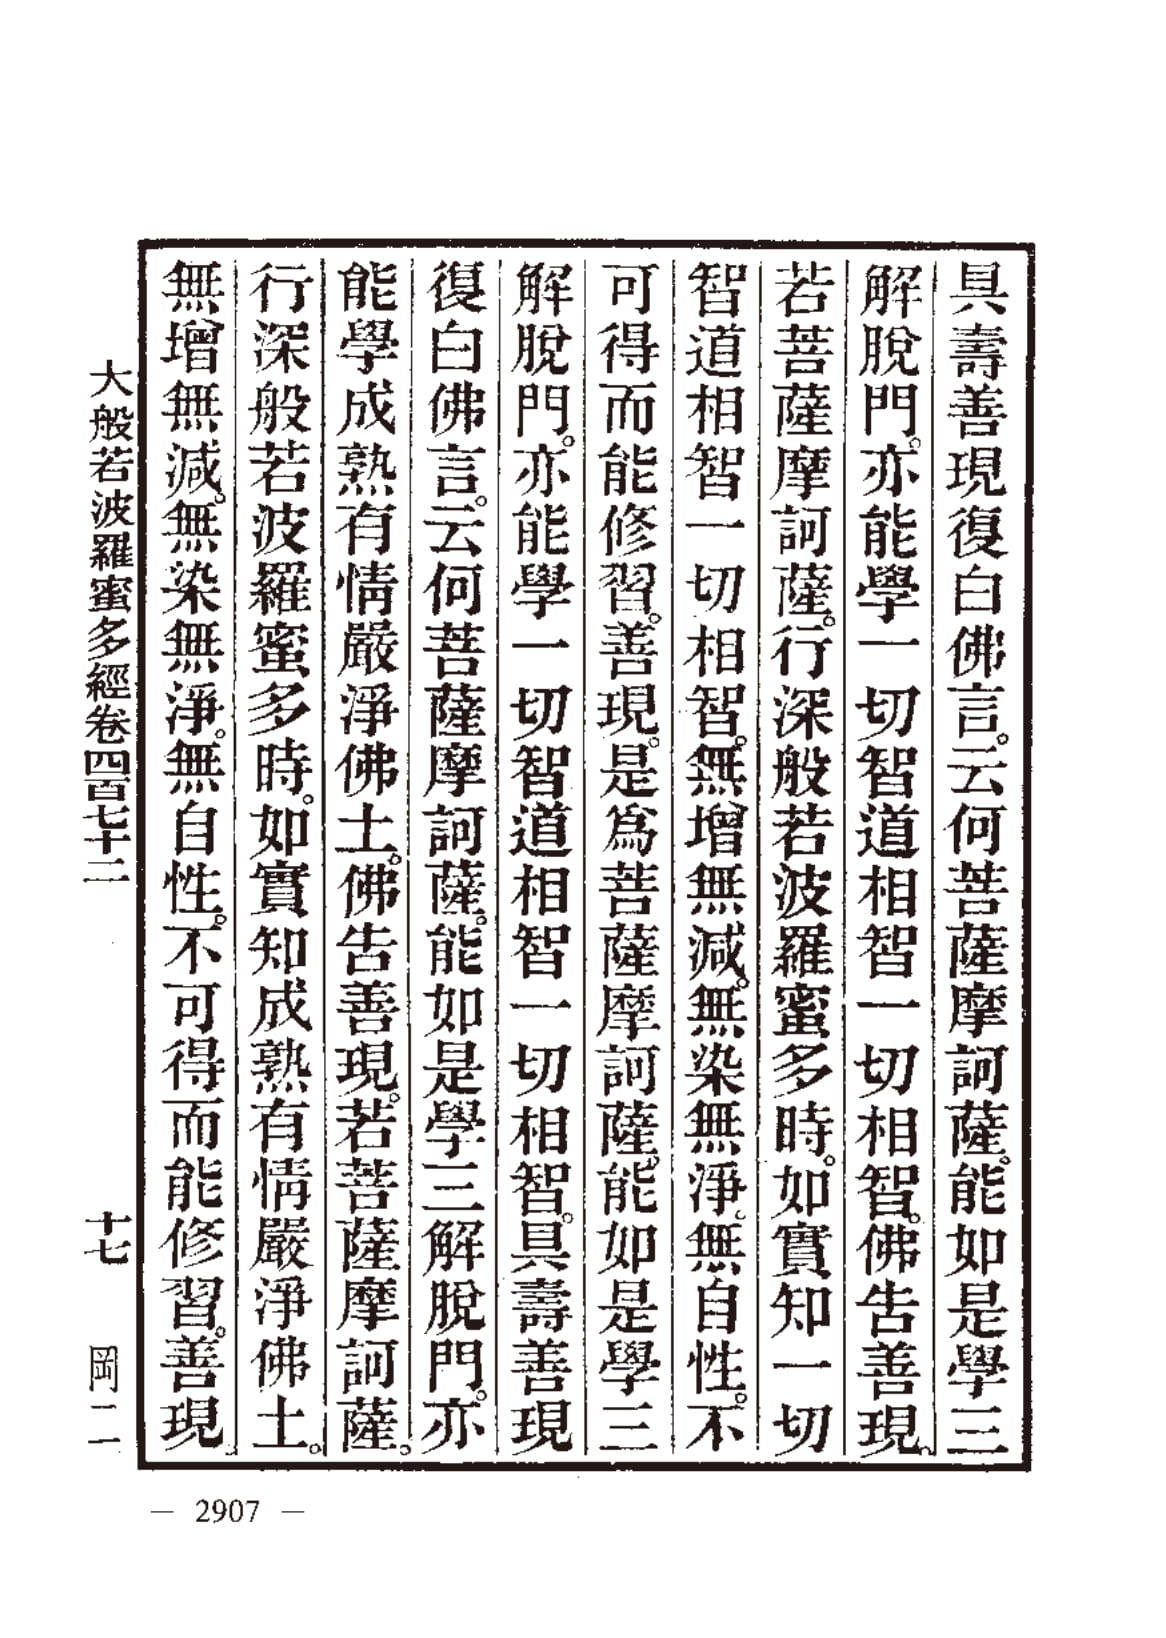 具壽善現復白佛言。云何菩薩摩訶薩。能如是學三
解脫門。亦能學一切智道相智一切相智。佛告善現。
若菩薩摩訶薩。行深般若波羅蜜多時。如實知一切
智道相智一切相智。無增無減。無染無淨。無自性。不
可得而能修習。善現。是爲菩薩摩訶薩。能如是學三
解脫門。亦能學一切智道相智一切相智。具壽善現
復白佛言。云何菩薩摩訶薩。能如是學三解脫門。亦
能學成熟有情嚴淨佛土。佛告善現。若菩薩摩訶薩。
行深般若波羅蜜多時。如實知成熟有情嚴淨佛土。
無增無減。無染無淨。無自性。不可得而能修習。善現
大般若波羅蜜多經卷四百七十二 十七 岡二
— 2907 —